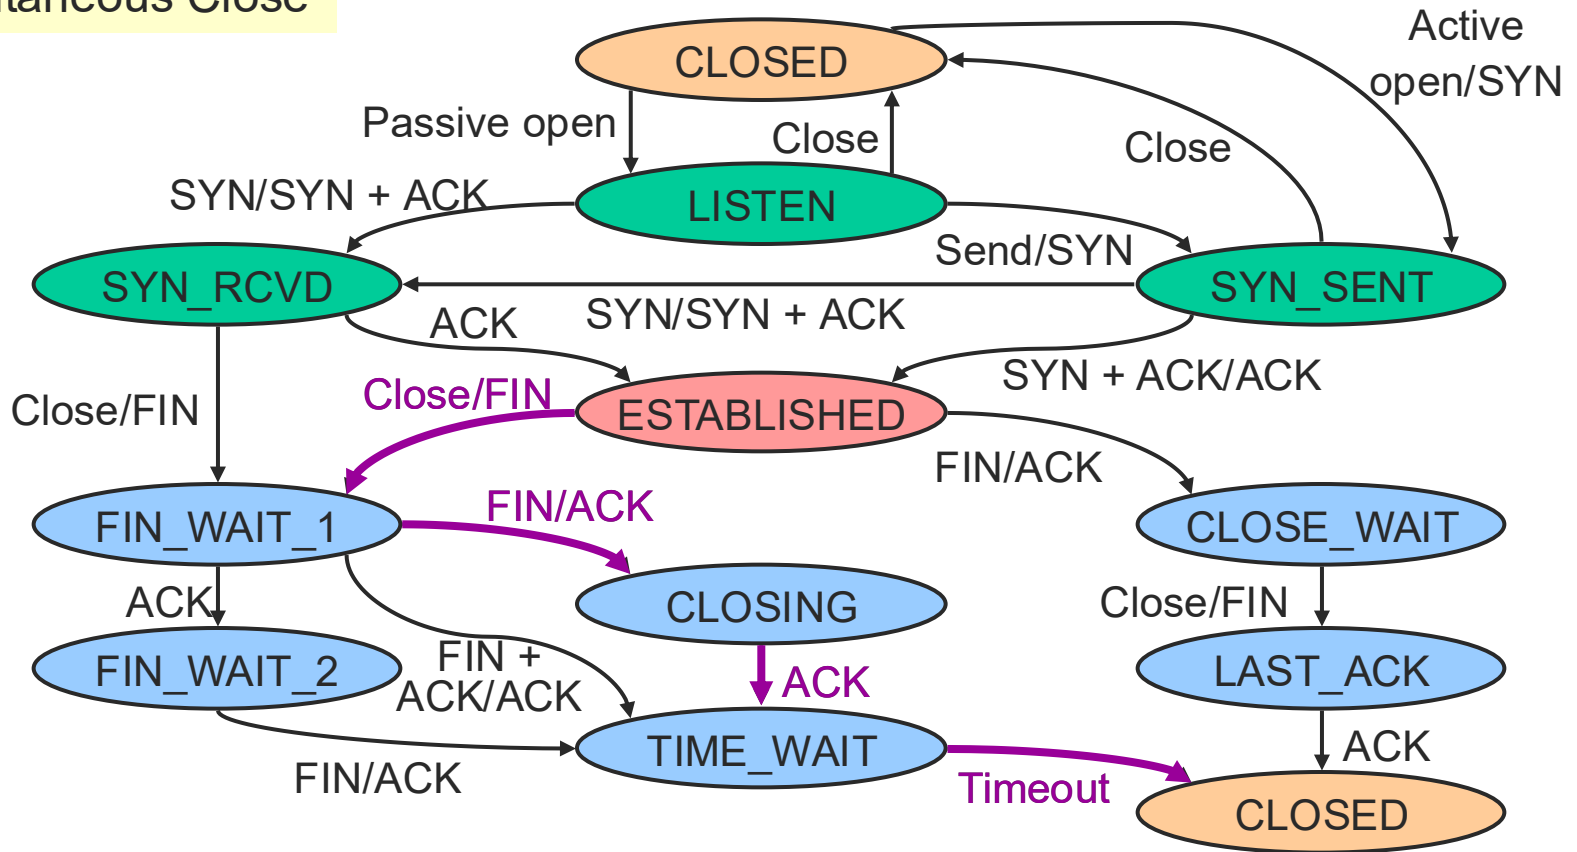 Active
open/SYN
CLOSED
Passive open
Close
Close
SYN/SYN + ACK
LISTEN
Send/SYN
SYN_RCVD
SYN_SENT
ACK
SYN/SYN + ACK
SYN + ACK/ACK
Close/FIN
Close/FIN
ESTABLISHED
FIN/ACK
FIN/ACK
FIN_WAIT_1
CLOSE_WAIT
ACK
CLOSING
Close/FIN
FIN_WAIT_2
FIN +
ACK/ACK
ACK
LAST_ACK
FIN/ACK
TIME_WAIT
ACK
Timeout
CLOSED